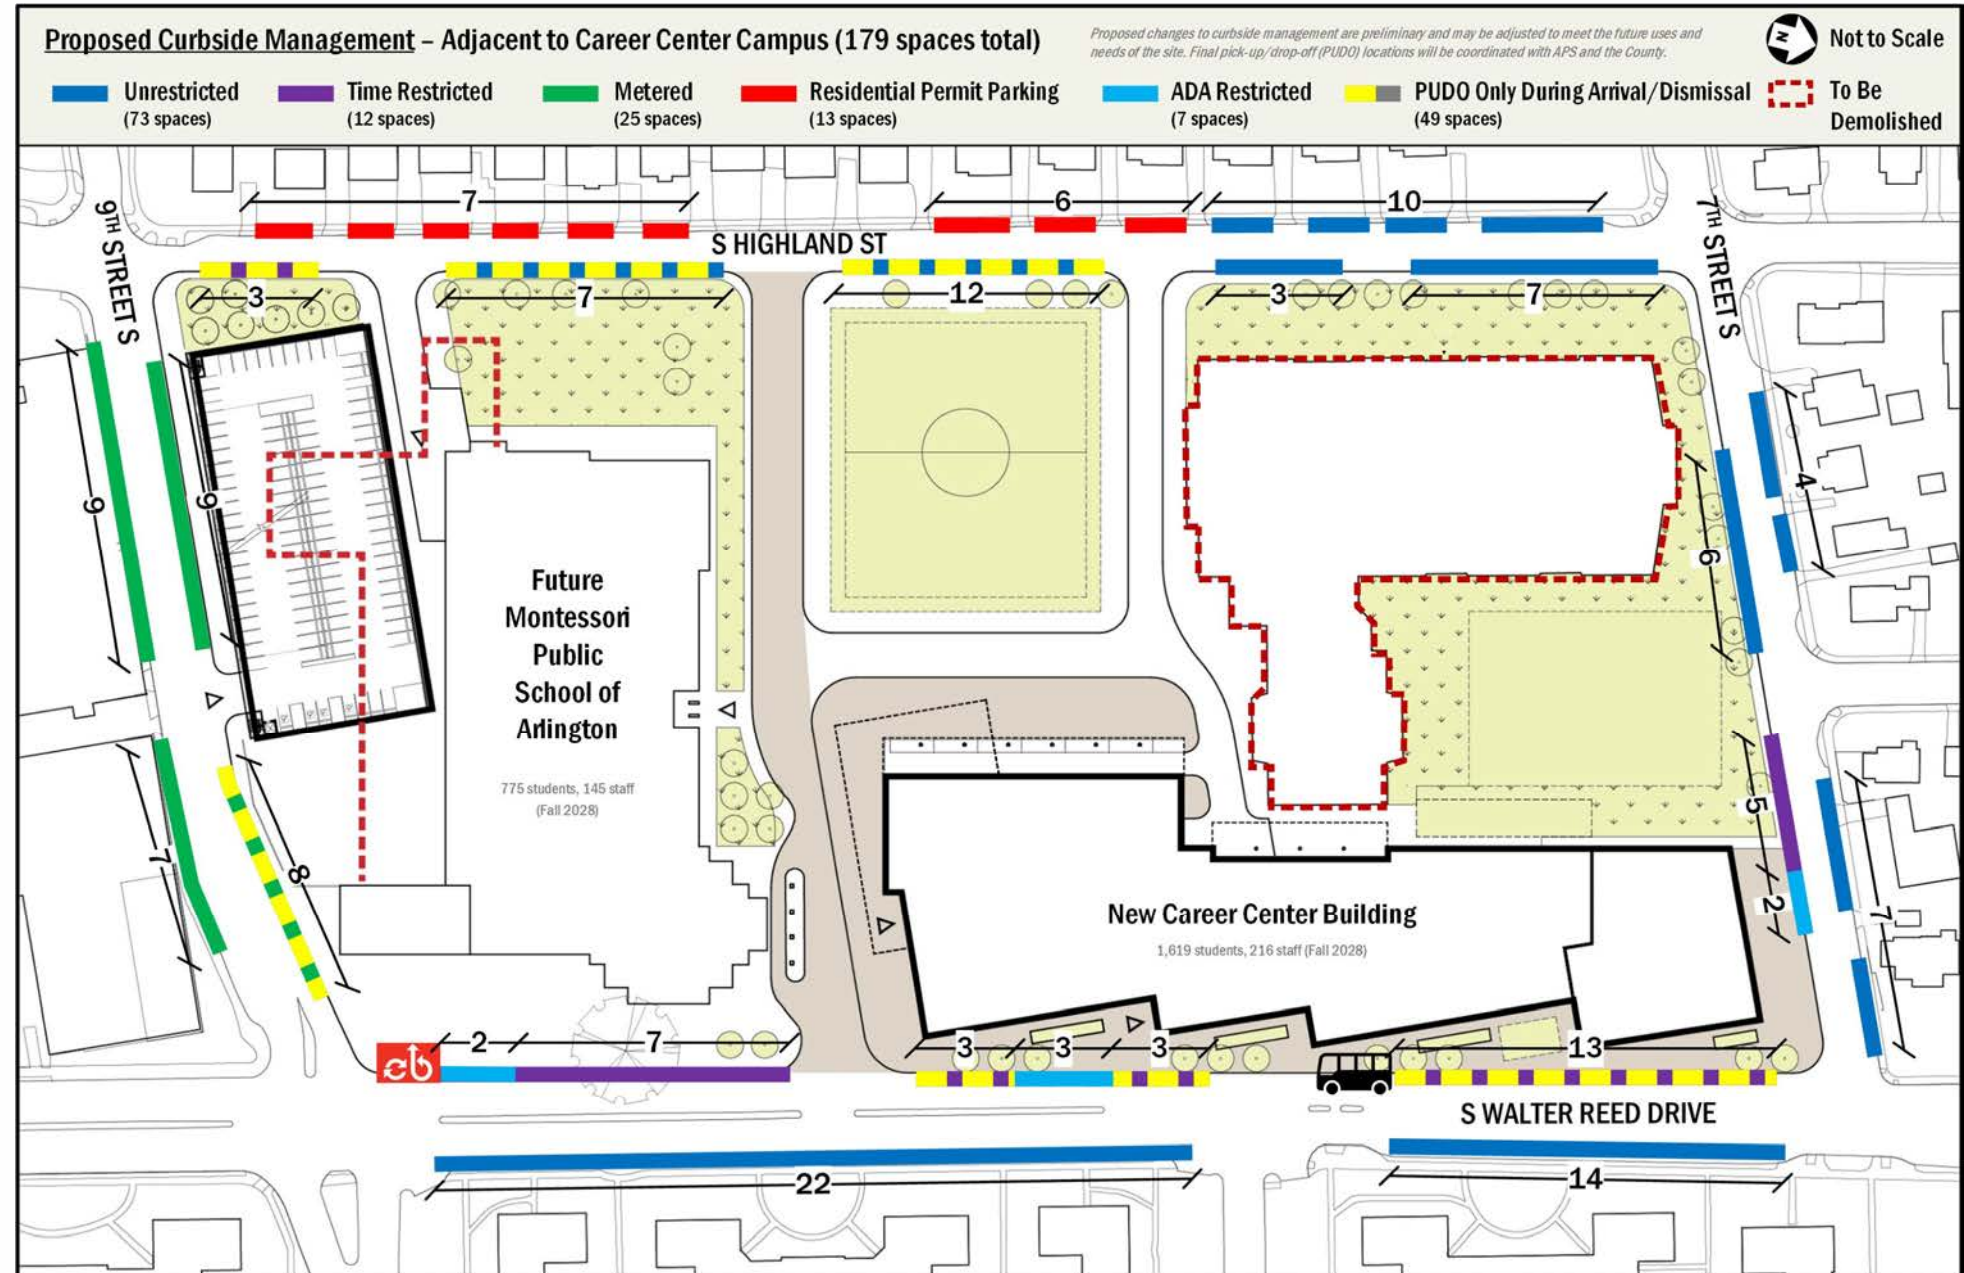 Proposed Curbside Management – Adjacent to Career Center Campus (179 spaces total)
Proposed changes to curbside management are preliminary and may be adjusted to meet the future uses and
needs of the site. Final pick-up/drop-off (PUDO) locations will be coordinated with APS and the County.
N
Not to Scale
Unrestricted
(73 spaces)
Time Restricted
(12 spaces)
Metered
(25 spaces)
Residential Permit Parking
(13 spaces)
ADA Restricted
(7 spaces)
PUDO Only During Arrival/Dismissal
(49 spaces)
To Be
Demolished
7
6
10
S HIGHLAND ST
9TH STREET S
7TH STREET S
3
7
12
3
7
9
9
4
6
Future
Montessori
Public
School of
Arlington
775 students, 145 staff
(Fall 2028)
7
8
5
2
7
New Career Center Building
1,619 students, 216 staff (Fall 2028)
2
7
3
3
3
13
S WALTER REED DRIVE
22
14